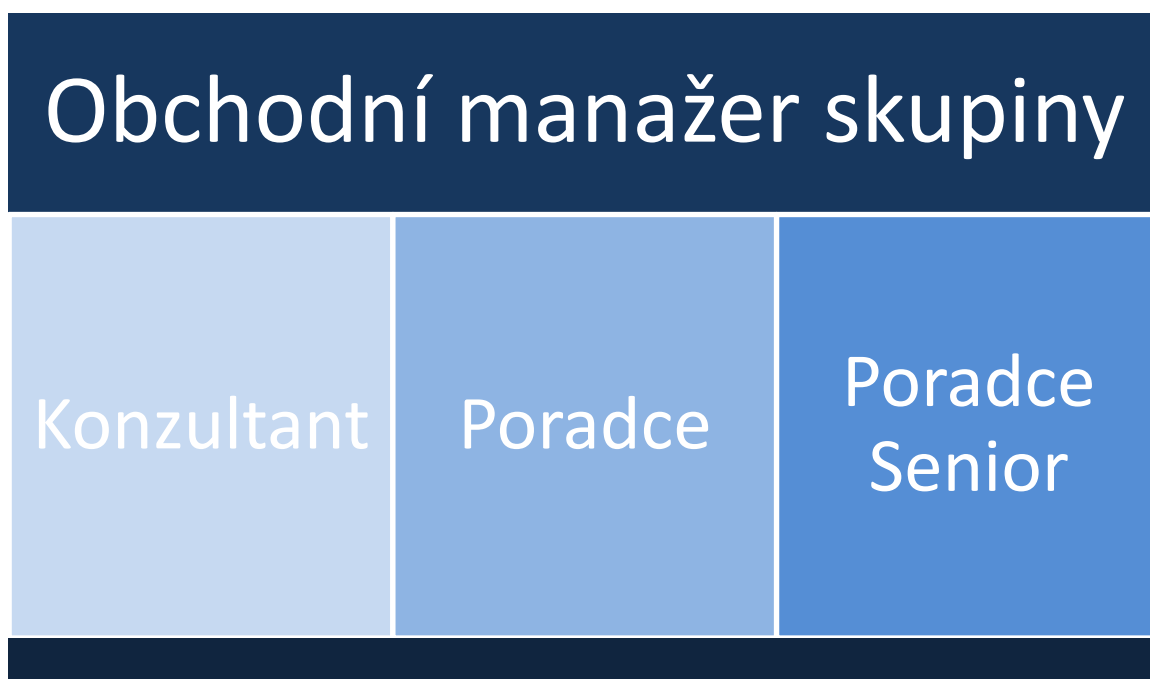 Obchodní manažer skupiny
Konzultant
Poradce
Poradce
Senior